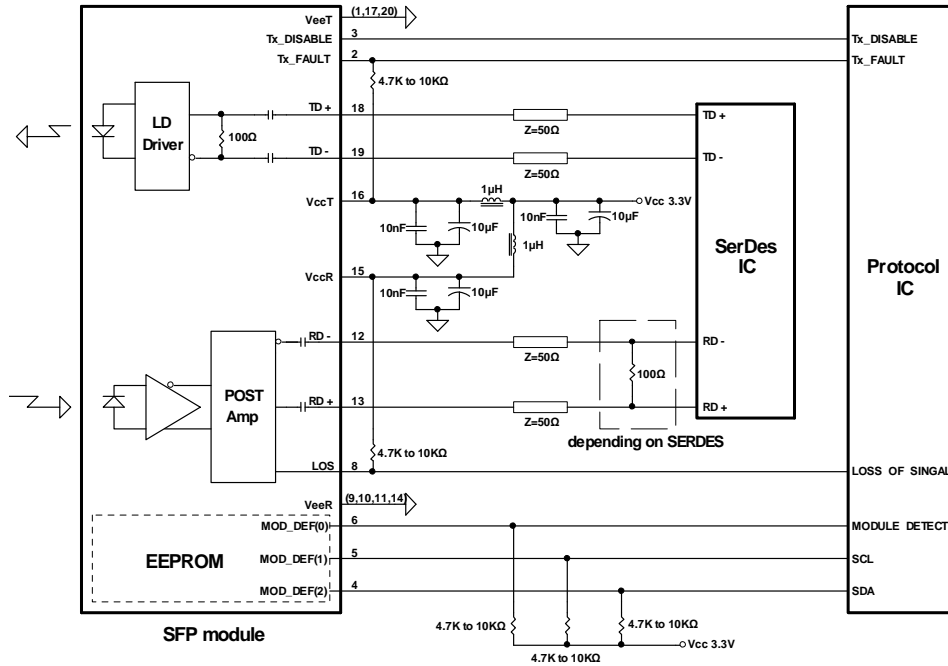 VeeT (1,17,20)
Tx_DISABLE 3 Tx_DISABLE
Tx_FAULT 2 Tx_FAULT
4.7K to 10KΩ
LD
Driver
100Ω
TD + 18 TD +
Z=50Ω
TD - 19 TD -
Z=50Ω
VccT 16 1µH Vcc 3.3V
10nF 10µF 10nF 10µF
1µH
SerDes
IC
Protocol
IC
VccR 15
10nF 10µF
RD - 12 RD -
Z=50Ω
100Ω
POST
Amp
RD + 13 RD +
Z=50Ω
depending on SERDES
4.7K to 10KΩ
LOS 8 LOSS OF SINGAL
VeeR (9,10,11,14)
EEPROM
MOD_DEF(0) 6 MODULE DETECT
MOD_DEF(1) 5 SCL
MOD_DEF(2) 4 SDA
4.7K to 10KΩ 4.7K to 10KΩ
4.7K to 10KΩ
Vcc 3.3V
SFP module